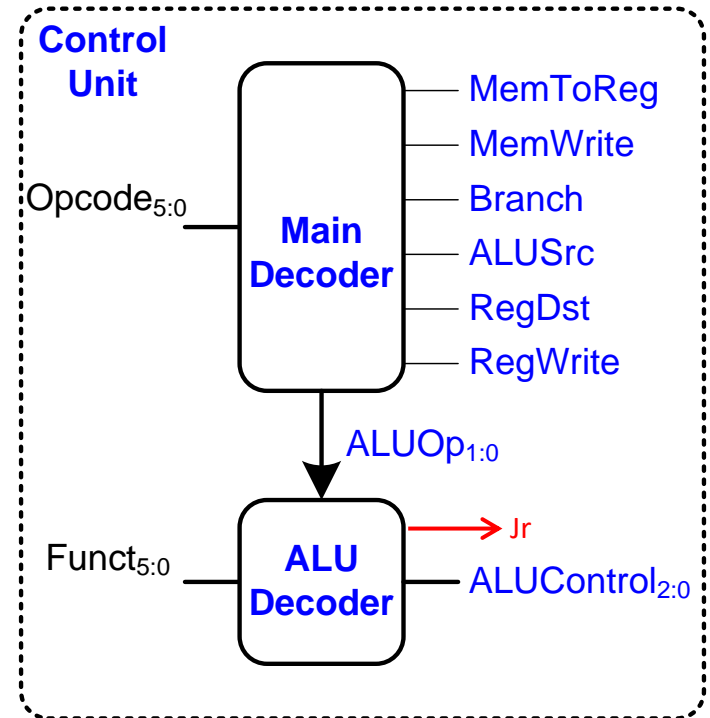 Control
Unit
MemToReg
MemWrite
Opcode5:0
Branch
Main
Decoder
ALUSrc
RegDst
RegWrite
ALUOp1:0
Jr
Funct5:0
ALU
Decoder
ALUControl2:0